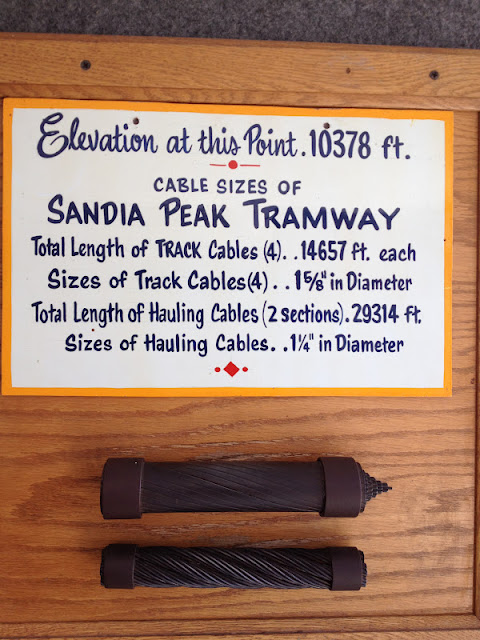 Elevation at this Point. 10378 ft.
CABLE SIZES OF
SANDIA PEAK TRAMWAY
Total Length of TRACK Cables (4). . 14657 ft. each
Sizes of Track Cables (4) . . 1⅝" in Diameter
Total Length of Hauling Cables (2 sections). 29314 ft.
Sizes of Hauling Cables. . 1¼" in Diameter